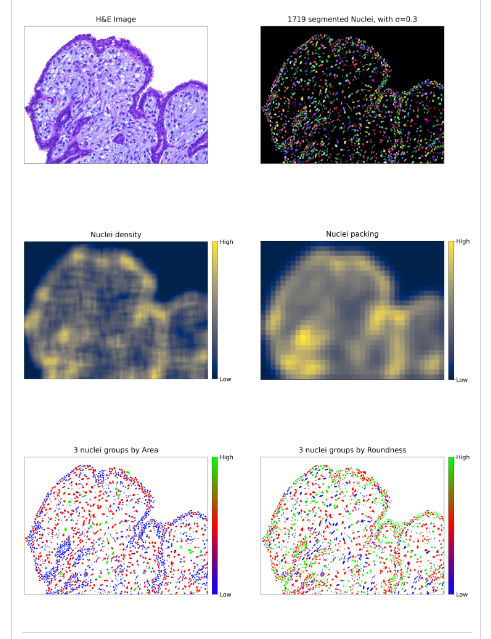 H&E Image
1719 segmented Nuclei, with σ=0.3
Nuclei density
High
Low
Nuclei packing
High
Low
3 nuclei groups by Area
High
Low
3 nuclei groups by Roundness
High
Low